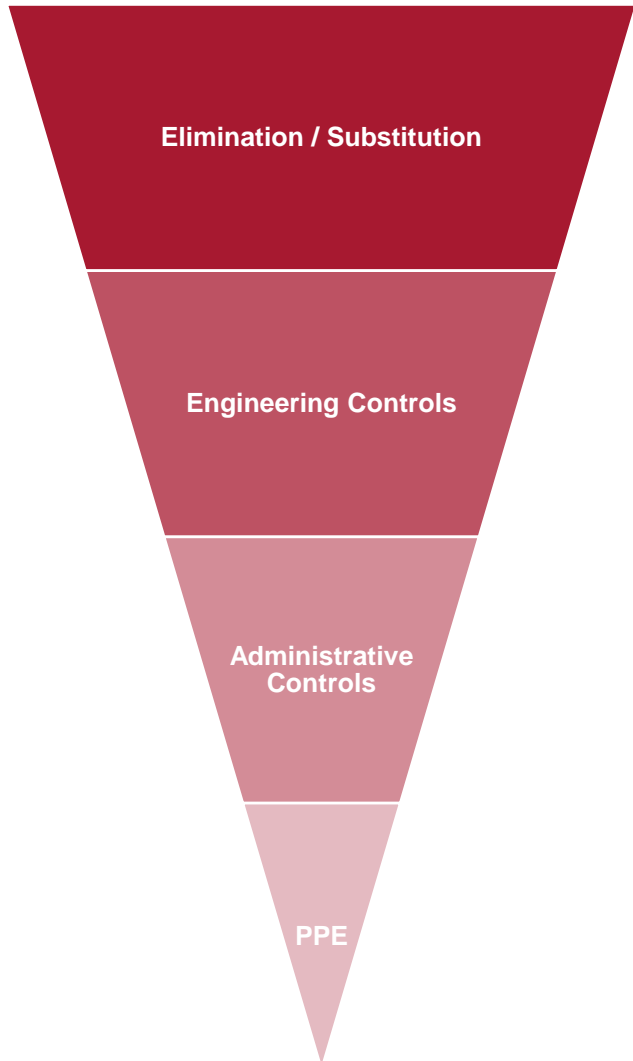 Elimination / Substitution
Engineering Controls
Administrative
Controls
PPE